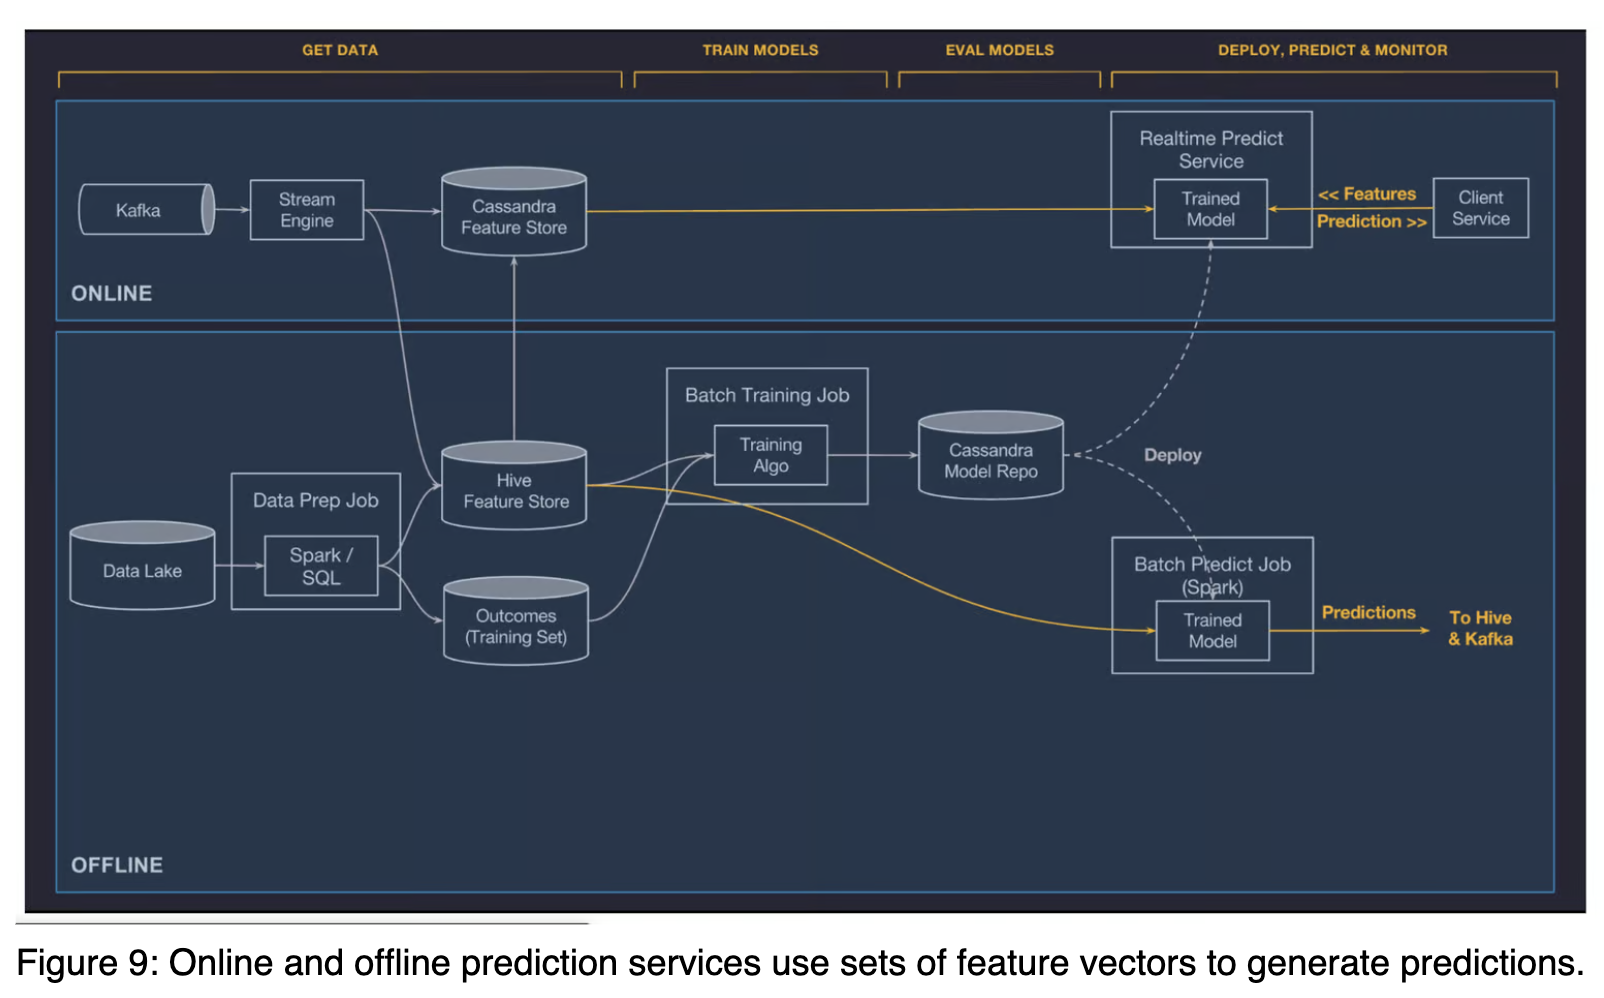 GET DATA
TRAIN MODELS
EVAL MODELS
DEPLOY, PREDICT & MONITOR
Kafka
Stream
Engine
Cassandra
Feature Store
Realtime Predict
Service
Trained
Model
<< Features
Prediction >>
Client
Service
ONLINE
Data Lake
Data Prep Job
Spark /
SQL
Hive
Feature Store
Outcomes
(Training Set)
Batch Training Job
Training
Algo
Cassandra
Model Repo
Deploy
Batch Predict Job
(Spark)
Trained
Model
Predictions
To Hive
& Kafka
OFFLINE
Figure 9: Online and offline prediction services use sets of feature vectors to generate predictions.